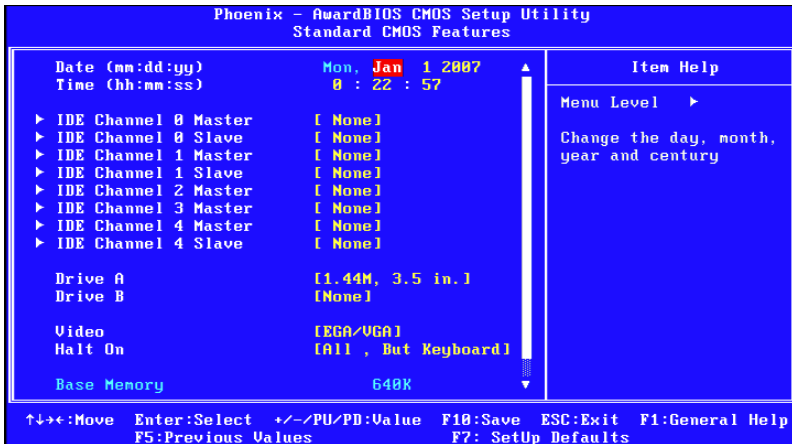 Phoenix - AwardBIOS CMOS Setup Utility
Standard CMOS Features
Date (mm:dd:yy) Mon, Jan 1 2007
Time (hh:mm:ss) 0 : 22 : 57
IDE Channel 0 Master [ None]
IDE Channel 0 Slave [ None]
IDE Channel 1 Master [ None]
IDE Channel 1 Slave [ None]
IDE Channel 2 Master [ None]
IDE Channel 3 Master [ None]
IDE Channel 4 Master [ None]
IDE Channel 4 Slave [ None]
Drive A [1.44M, 3.5 in.]
Drive B [None]
Video [EGA/VGA]
Halt On [All , But Keyboard]
Base Memory 640K
Item Help
Menu Level ▶
Change the day, month,
year and century
↑↓→←:Move Enter:Select +/-/PU/PD:Value F10:Save ESC:Exit F1:General Help
F5:Previous Values F7: SetUp Defaults